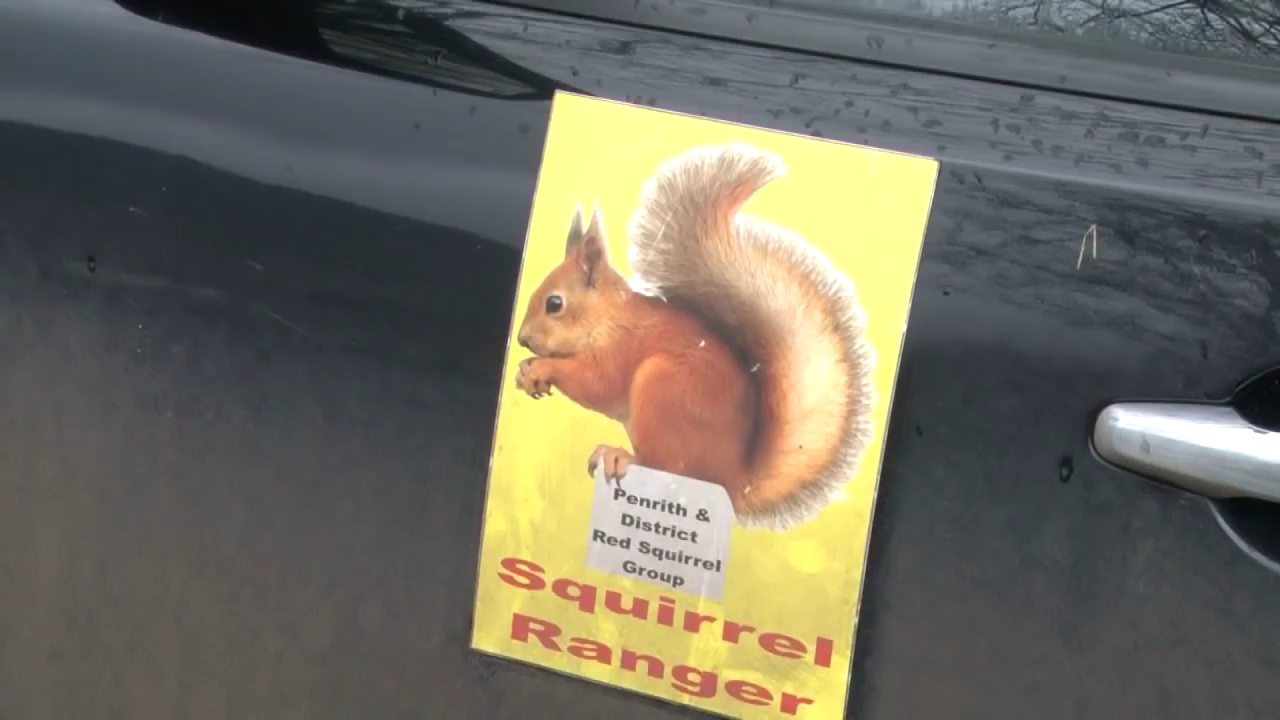 Penrith &
District
Red Squirrel
Group
Squirrel
Ranger